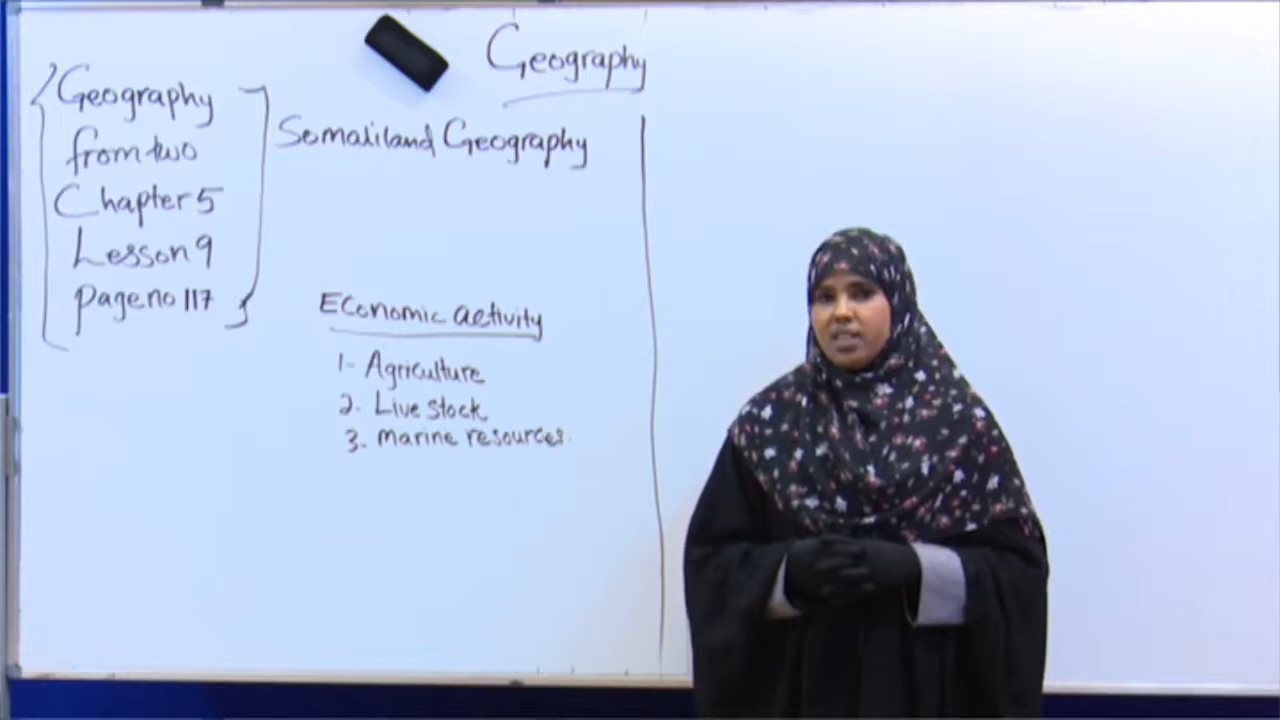 Geography
Geography
from two
Chapter 5
Lesson 9
page no 117
Somaliland Geography
Economic activity
1- Agriculture
2. Live stock
3. marine resources.